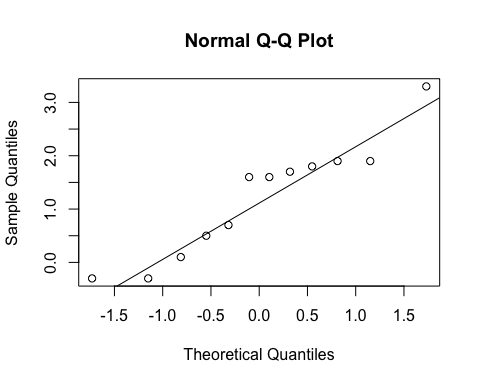 Normal Q-Q Plot
Sample Quantiles
3.0
2.0
1.0
0.0
-1.5 -1.0 -0.5 0.0 0.5 1.0 1.5
Theoretical Quantiles